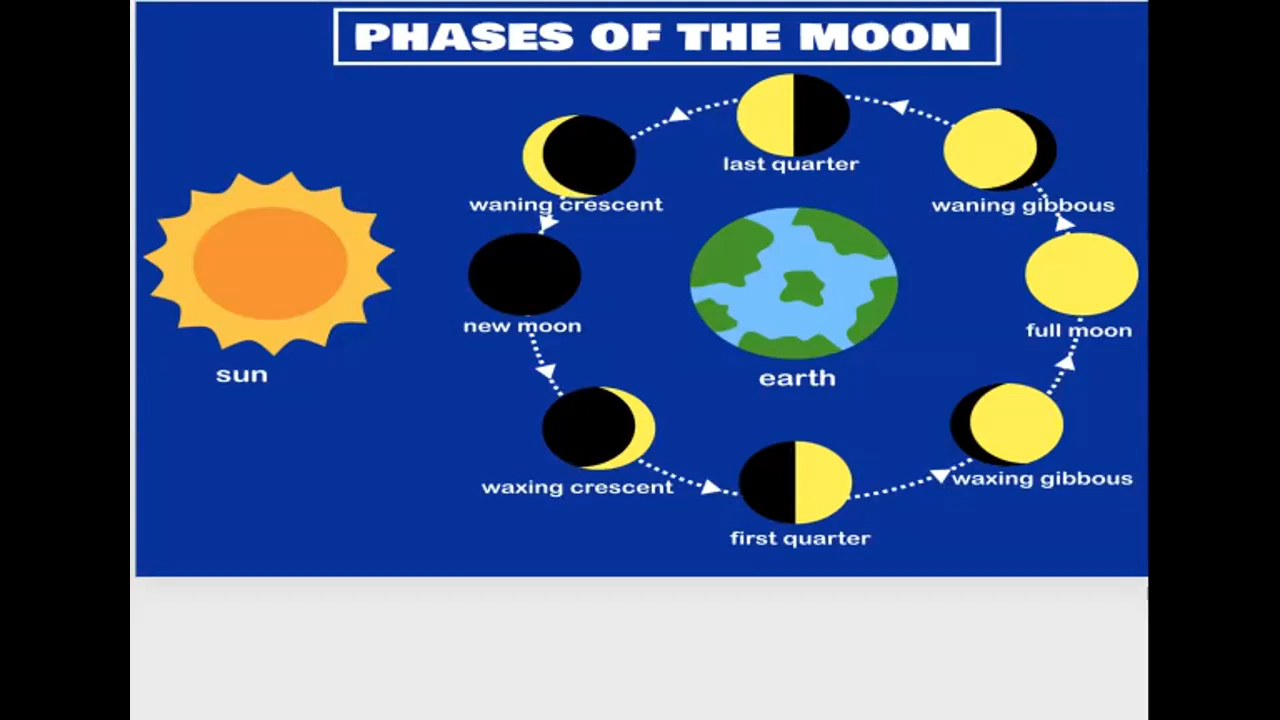 PHASES OF THE MOON
last quarter
waning crescent
waning gibbous
new moon
full moon
sun
earth
waxing crescent
waxing gibbous
first quarter